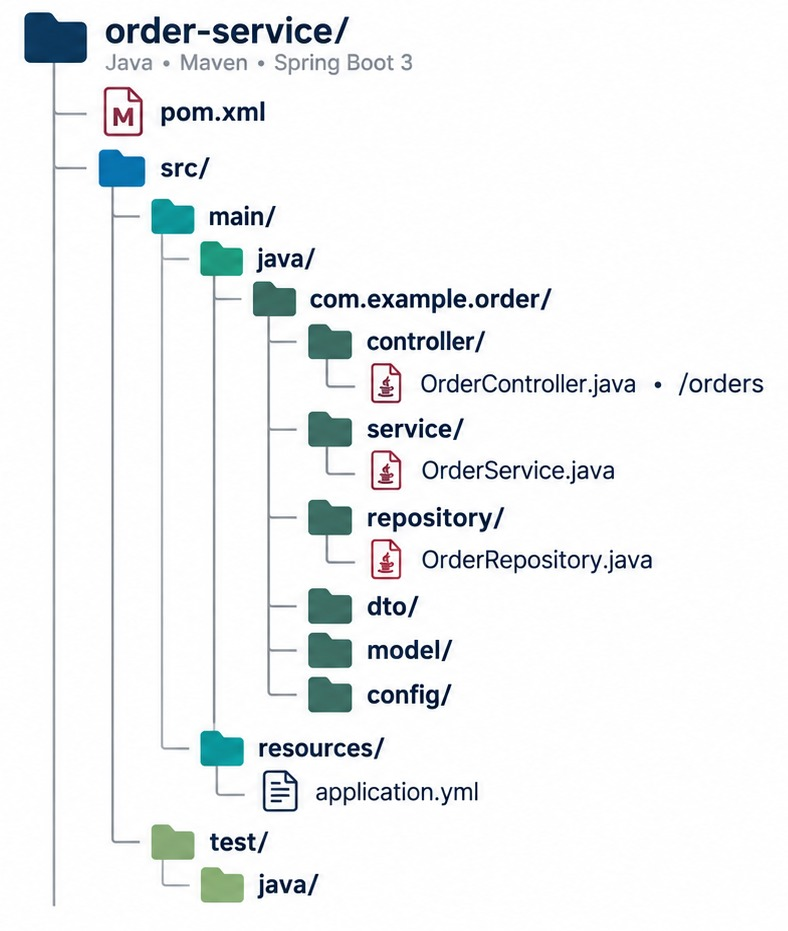 order-service/
Java • Maven • Spring Boot 3
M pom.xml
src/
main/
java/
com.example.order/
controller/
OrderController.java • /orders
service/
OrderService.java
repository/
OrderRepository.java
dto/
model/
config/
resources/
application.yml
test/
java/